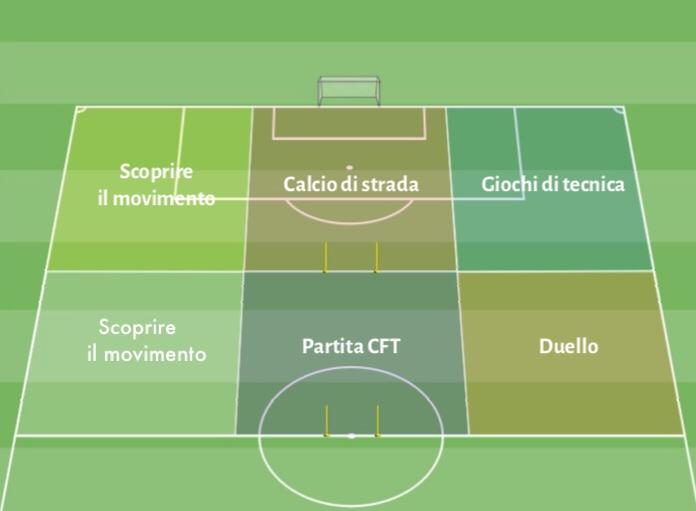 Scoprire
il movimento
Calcio di strada
Giochi di tecnica
Scoprire
il movimento
Partita CFT
Duello